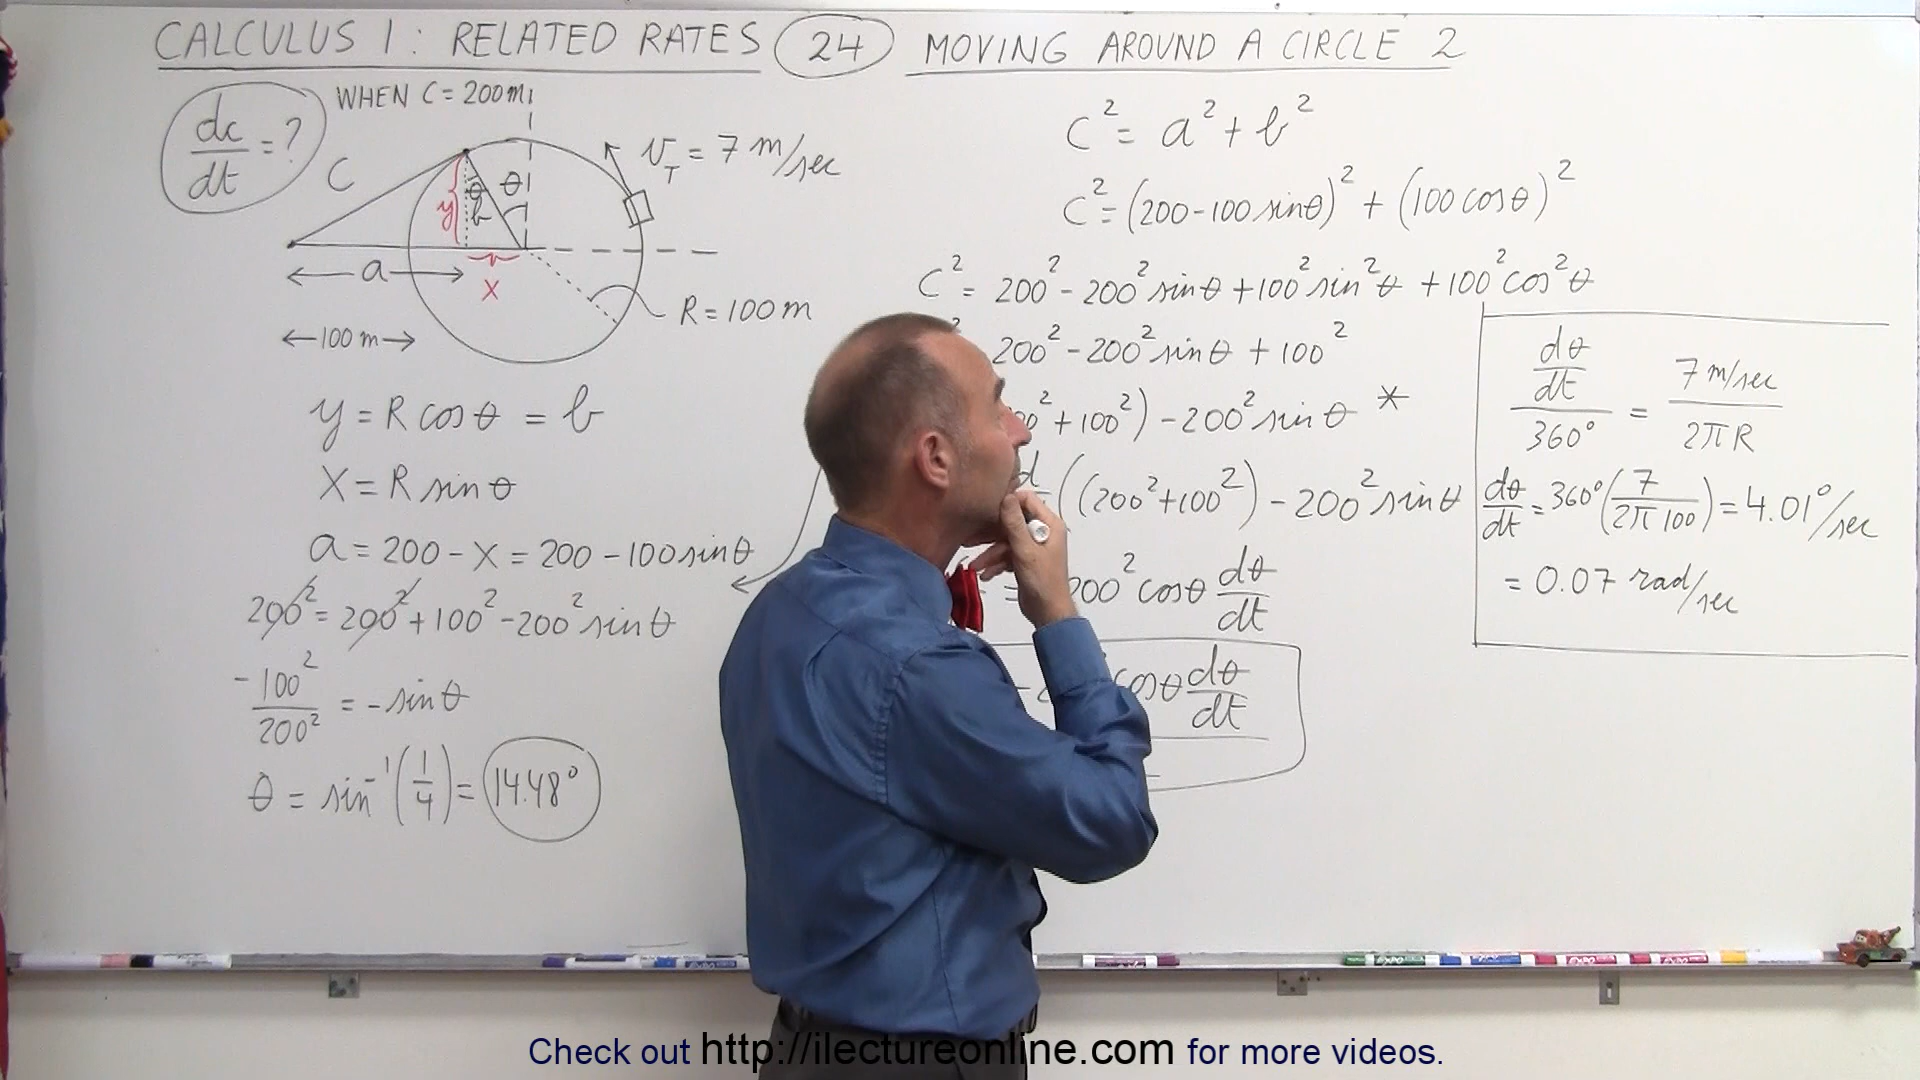 CALCULUS 1: RELATED RATES 24 MOVING AROUND A CIRCLE 2
dc/dt = ?
WHEN C = 200m
C
θ
θ
y
b
V_T = 7 m/sec
a
x
R = 100m
100 m
y = R cosθ = b
X = R sinθ
a = 200 - x = 200 - 100 sinθ
200² = 200² + 100² - 200² sinθ
-100²/200² = -sinθ
θ = sin⁻¹(1/4) = 14.48°
C² = a² + b²
C² = (200 - 100 sinθ)² + (100 cosθ)²
C² = 200² - 200² sinθ + 100² sin²θ + 100² cos²θ
200² - 200² sinθ + 100²
+ 100²) - 200² sinθ *
((200² + 100²) - 200² sinθ
cosθ dθ/dt
cosθ dθ/dt
dθ/dt / 360° = 7 m/sec / 2πR
dθ/dt = 360° (7 / 2π 100) = 4.01°/sec
= 0.07 rad/sec
Check out http://ilectureonline.com for more videos.